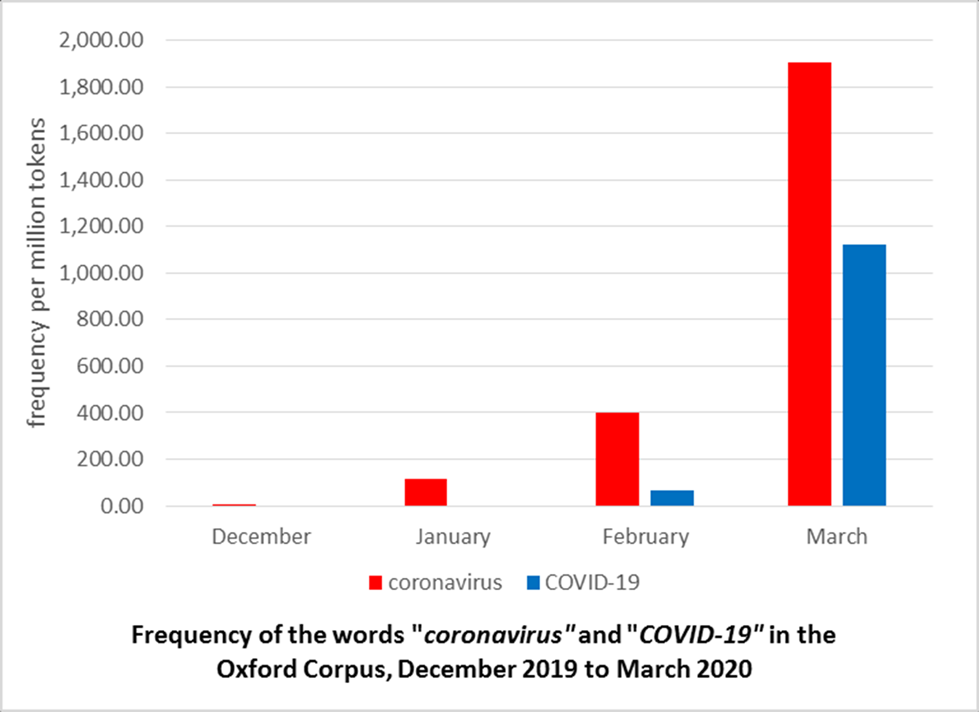 2,000.00
1,800.00
1,600.00
1,400.00
1,200.00
1,000.00
800.00
600.00
400.00
200.00
0.00
frequency per million tokens
December January February March
coronavirus COVID-19
Frequency of the words "coronavirus" and "COVID-19" in the
Oxford Corpus, December 2019 to March 2020